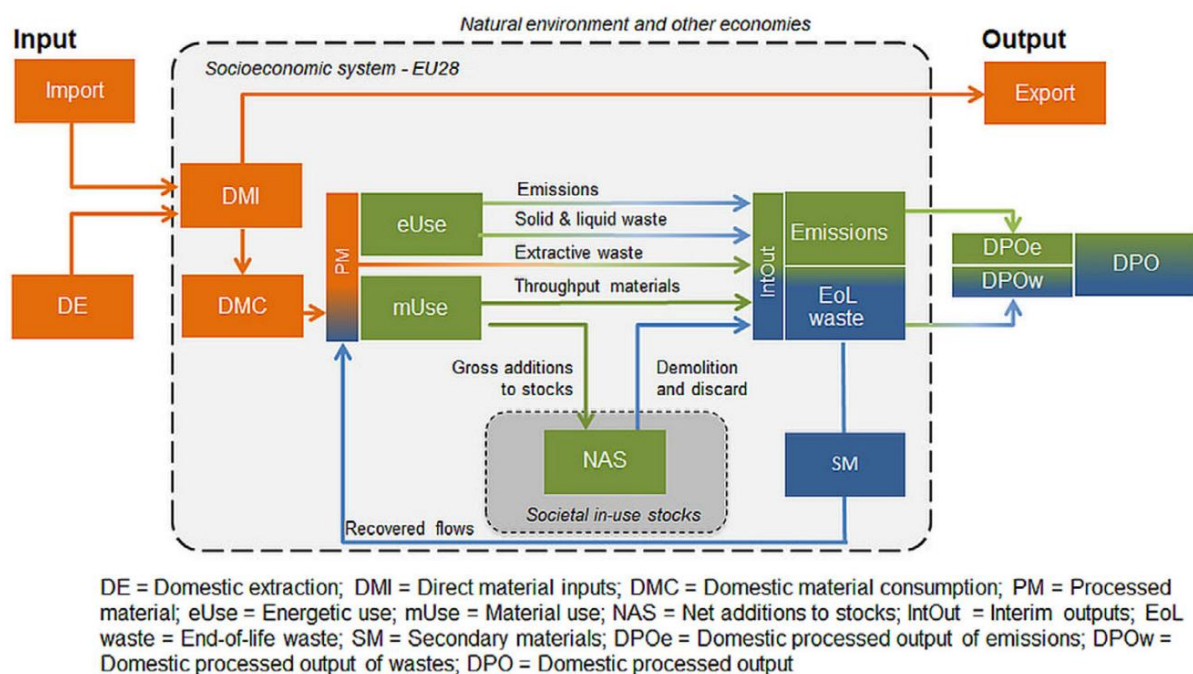 Natural environment and other economies
Input
Output
Socioeconomic system - EU28
Import
Export
DMI
DE
DMC
PM
eUse
mUse
Emissions
Solid & liquid waste
Extractive waste
Throughput materials
IntOut
Emissions
EoL
waste
DPOe
DPOw
DPO
Gross additions
to stocks
Demolition
and discard
NAS
Societal in-use stocks
SM
Recovered flows
DE = Domestic extraction; DMI = Direct material inputs; DMC = Domestic material consumption; PM = Processed
material; eUse = Energetic use; mUse = Material use; NAS = Net additions to stocks; IntOut = Interim outputs; EoL
waste = End-of-life waste; SM = Secondary materials; DPOe = Domestic processed output of emissions; DPOw =
Domestic processed output of wastes; DPO = Domestic processed output